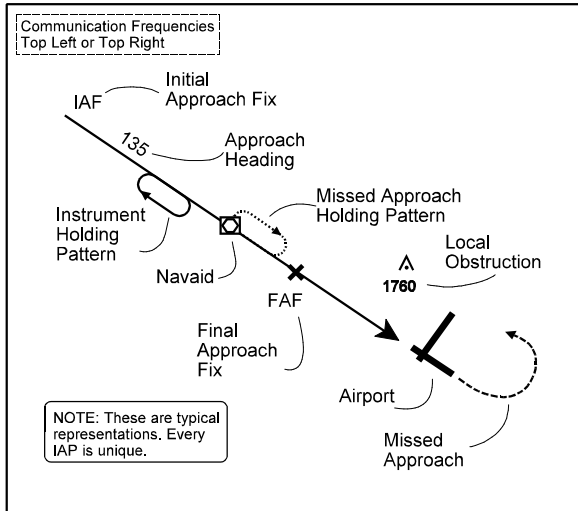 Communication Frequencies
Top Left or Top Right
Initial
Approach Fix
IAF
135
Approach
Heading
Instrument
Holding
Pattern
Missed Approach
Holding Pattern
Navaid
Local
Obstruction
1760
FAF
Final
Approach
Fix
Airport
Missed
Approach
NOTE: These are typical
representations. Every
IAP is unique.